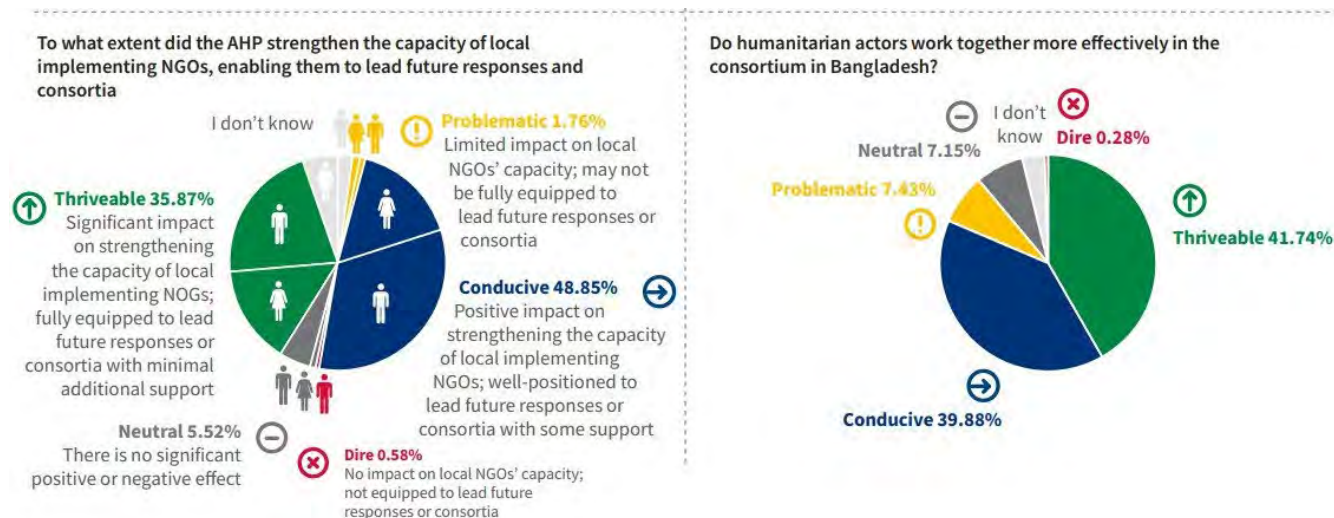 To what extent did the AHP strengthen the capacity of local
implementing NGOs, enabling them to lead future responses and
consortia
I don't know
Problematic 1.76%
Limited impact on local
NGOs' capacity; may not
be fully equipped to
lead future responses or
consortia
Thriveable 35.87%
Significant impact
on strengthening
the capacity of local
implementing NOGs;
fully equipped to lead
future responses or
consortia with minimal
additional support
Conducive 48.85%
Positive impact on
strengthening the capacity
of local implementing
NGOs; well-positioned to
lead future responses or
consortia with some support
Neutral 5.52%
There is no significant
positive or negative effect
Dire 0.58%
No impact on local NGOs' capacity;
not equipped to lead future
responses or consortia
Do humanitarian actors work together more effectively in the
consortium in Bangladesh?
I don't
know
Dire 0.28%
Neutral 7.15%
Problematic 7.43%
Thriveable 41.74%
Conducive 39.88%